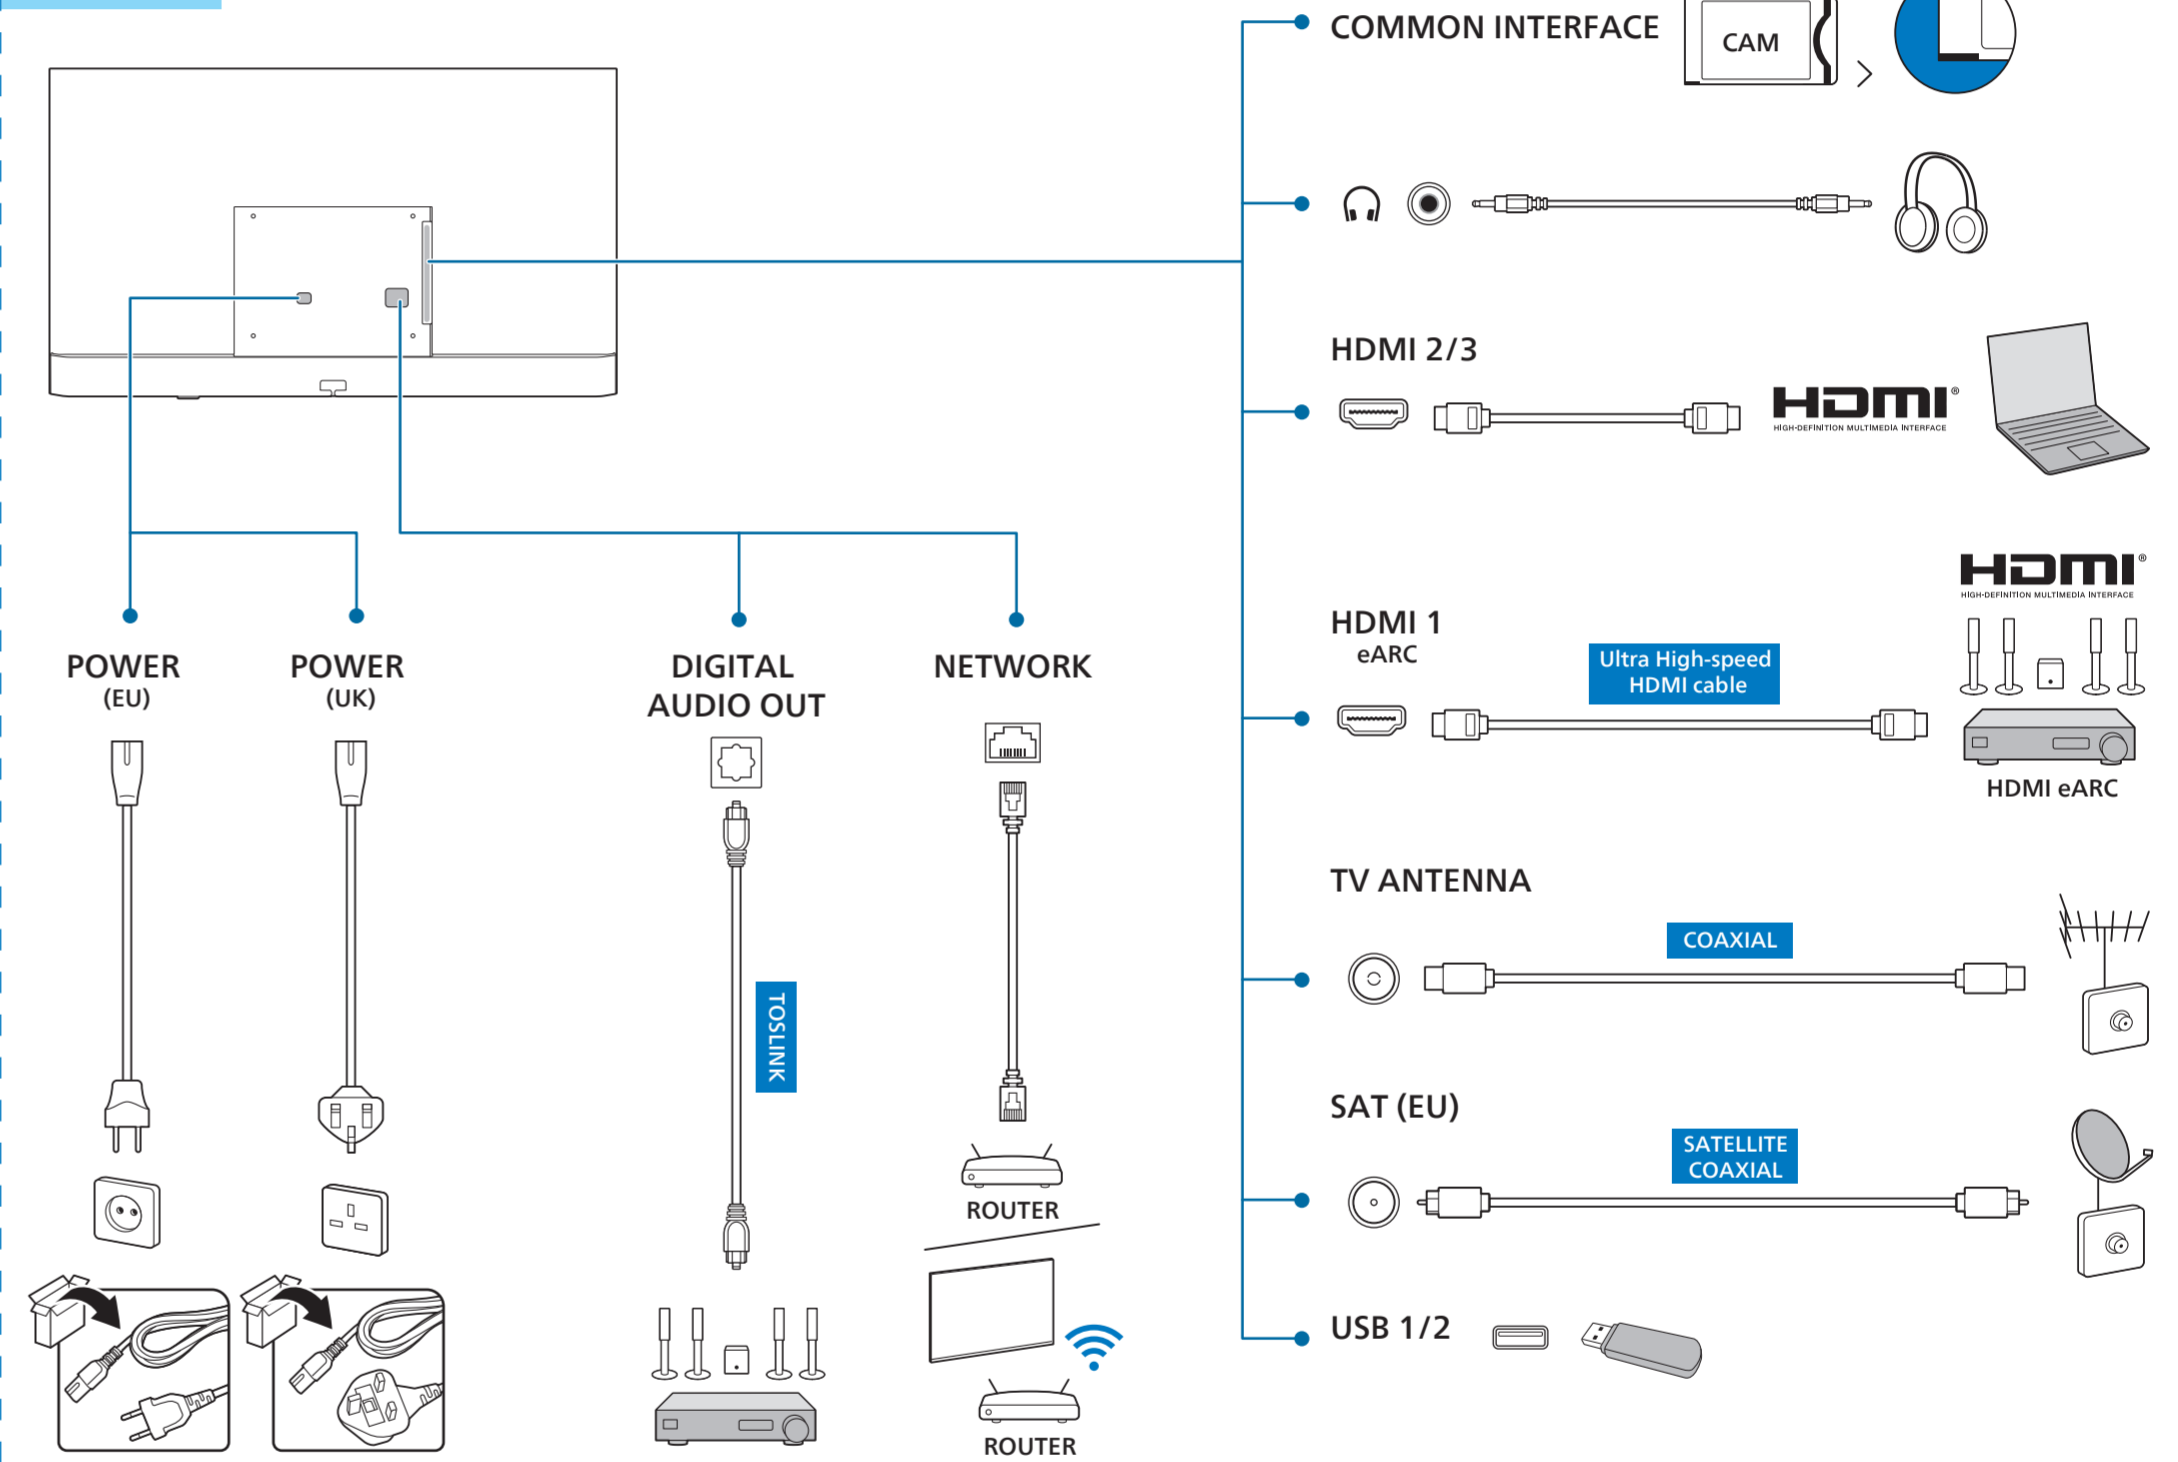 COMMON INTERFACE
CAM
HDMI 2/3
HDMI®
HIGH-DEFINITION MULTIMEDIA INTERFACE
HDMI®
HIGH-DEFINITION MULTIMEDIA INTERFACE
HDMI 1
eARC
Ultra High-speed
HDMI cable
HDMI eARC
POWER
(EU)
POWER
(UK)
DIGITAL
AUDIO OUT
NETWORK
TOSLINK
ROUTER
ROUTER
TV ANTENNA
COAXIAL
SAT (EU)
SATELLITE
COAXIAL
USB 1/2